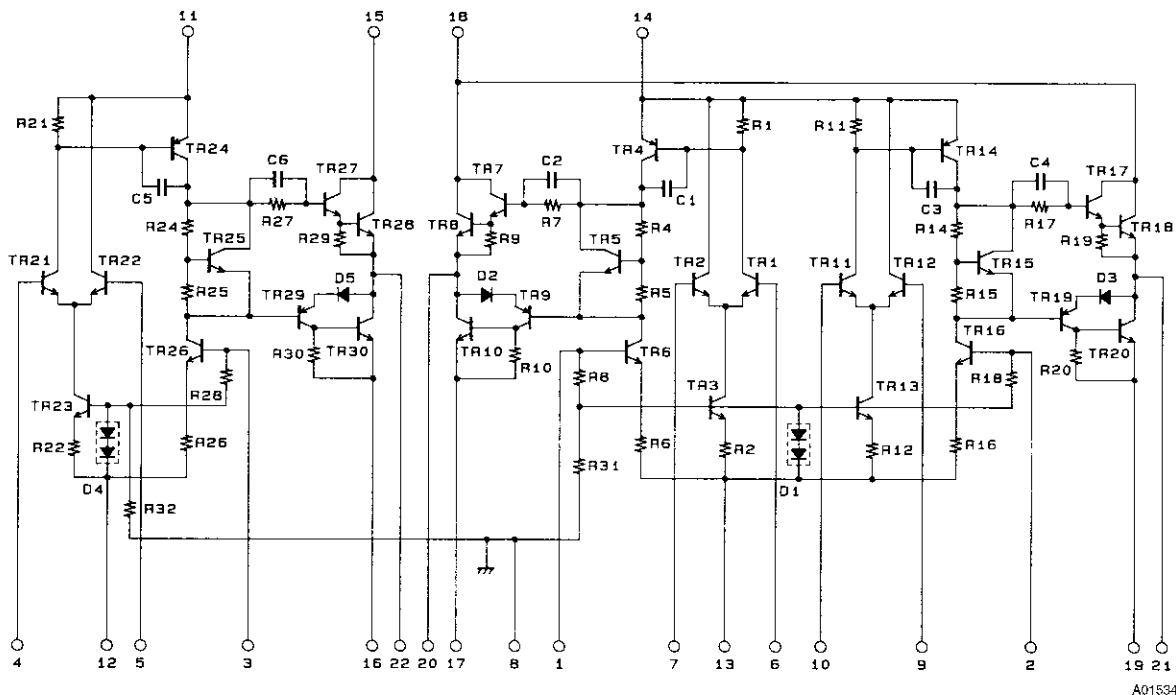 11 15 18 14
R21 TR24 C5 C6 TR27
R27 R24 TR25 R29 TR28
TR21 TR22 R25 D5 TR29
TR26 R30 TR30 R28
TR23 R22 D4 R26 R32
TR7 C2 TR4 R1 C1
TR8 R9 R7 R4 TR5
D2 TR9 R5 TR2 TR1
TR10 R10 TR6 R8
R31 R6 TR3 R2 D1
R11 TR14 C4 TR17
C3 R17 R14 R19 TR18
TR11 TR12 TR15 R15 D3 TR19
TR16 R20 TR20 R18
TR13 R12 R16
4 12 5 3 16 22 20 17 8 1 7 13 6 10 9 2 19 21
A01534